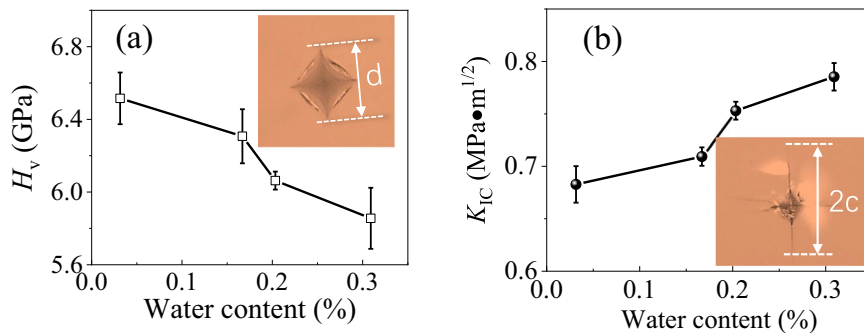 (a)
d
6.8
6.4
6.0
5.6
H_v (GPa)
0.0 0.1 0.2 0.3
Water content (%)
(b)
2c
0.8
0.7
0.6
K_IC (MPa●m^1/2)
0.0 0.1 0.2 0.3
Water content (%)